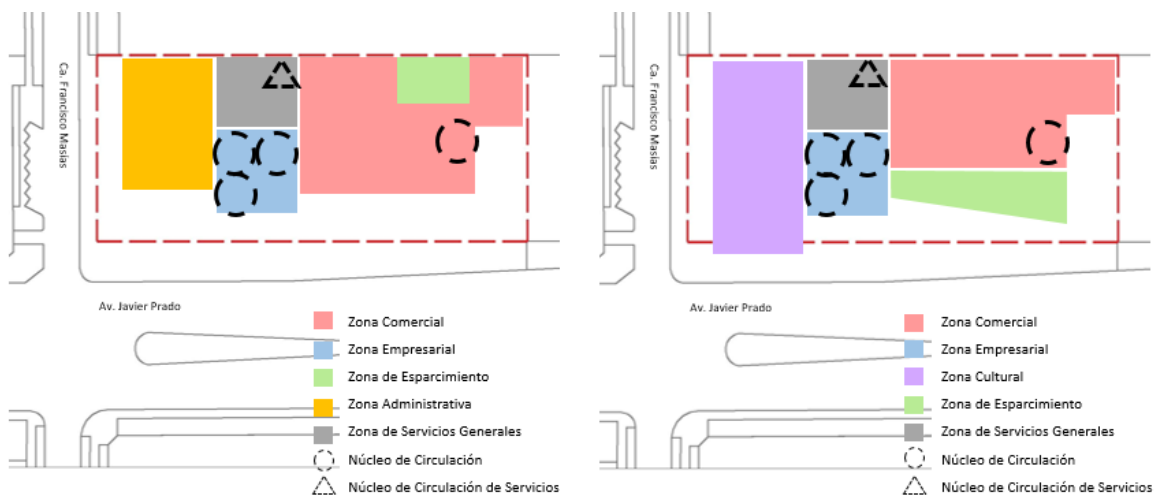 Ca. Francisco Masias
Av. Javier Prado
Zona Comercial
Zona Empresarial
Zona de Esparcimiento
Zona Administrativa
Zona de Servicios Generales
Núcleo de Circulación
Núcleo de Circulación de Servicios
Ca. Francisco Masias
Av. Javier Prado
Zona Comercial
Zona Empresarial
Zona Cultural
Zona de Esparcimiento
Zona de Servicios Generales
Núcleo de Circulación
Núcleo de Circulación de Servicios